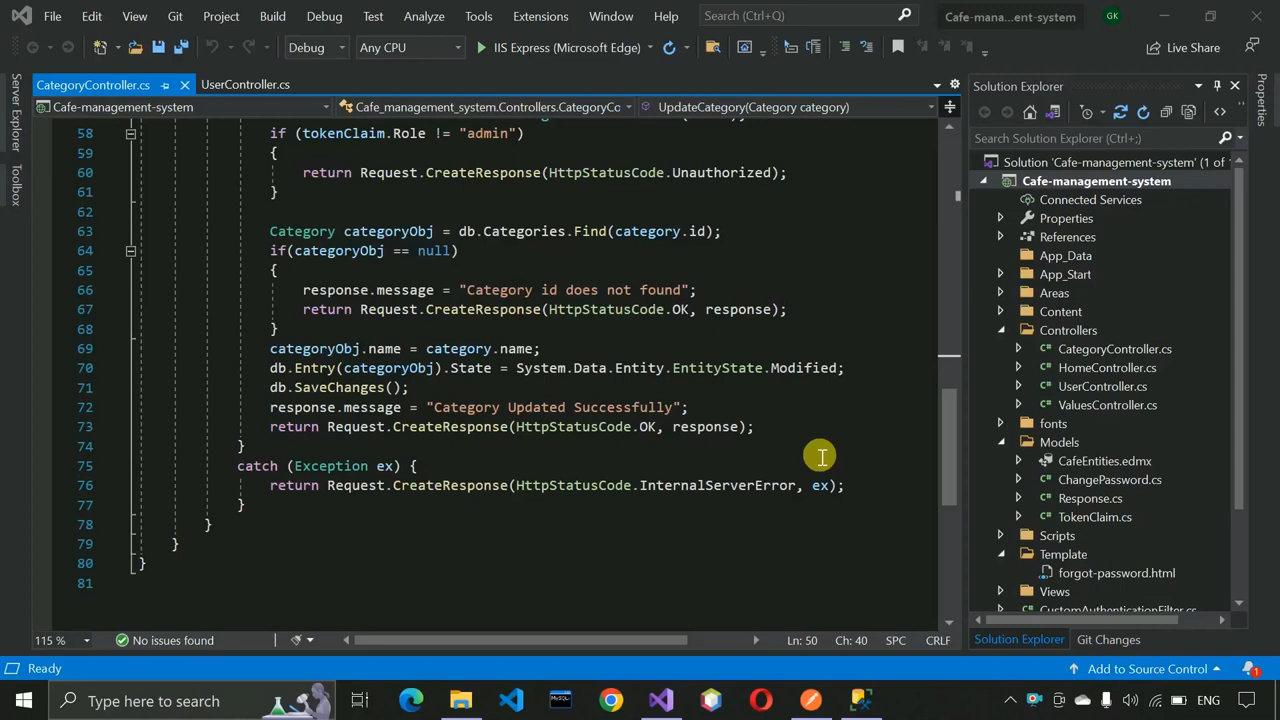 File Edit View Git Project Build Debug Test Analyze Tools Extensions Window Help Search (Ctrl+Q) Cafe-mana...ent-system GK
Debug Any CPU IIS Express (Microsoft Edge) Live Share
CategoryController.cs UserController.cs
Cafe-management-system Cafe_management_system.Controllers.CategoryCc UpdateCategory(Category category)
58 if (tokenClaim.Role != "admin")
59 {
60 return Request.CreateResponse(HttpStatusCode.Unauthorized);
61 }
62
63 Category categoryObj = db.Categories.Find(category.id);
64 if(categoryObj == null)
65 {
66 response.message = "Category id does not found";
67 return Request.CreateResponse(HttpStatusCode.OK, response);
68 }
69 categoryObj.name = category.name;
70 db.Entry(categoryObj).State = System.Data.Entity.EntityState.Modified;
71 db.SaveChanges();
72 response.message = "Category Updated Successfully";
73 return Request.CreateResponse(HttpStatusCode.OK, response);
74 }
75 catch (Exception ex) {
76 return Request.CreateResponse(HttpStatusCode.InternalServerError, ex);
77 }
78 }
79 }
80 }
81
115 % No issues found Ln: 50 Ch: 40 SPC CRLF
Server Explorer
Toolbox
Solution Explorer
Search Solution Explorer (Ctrl+;)
Solution 'Cafe-management-system' (1 of
Cafe-management-system
Connected Services
Properties
References
App_Data
App_Start
Areas
Content
Controllers
CategoryController.cs
HomeController.cs
UserController.cs
ValuesController.cs
fonts
Models
CafeEntities.edmx
ChangePassword.cs
Response.cs
TokenClaim.cs
Scripts
Template
forgot-password.html
Views
CustomAuthenticationFilter.cs
Solution Explorer Git Changes
Properties
Ready Add to Source Control 1
Type here to search MySQL ENG